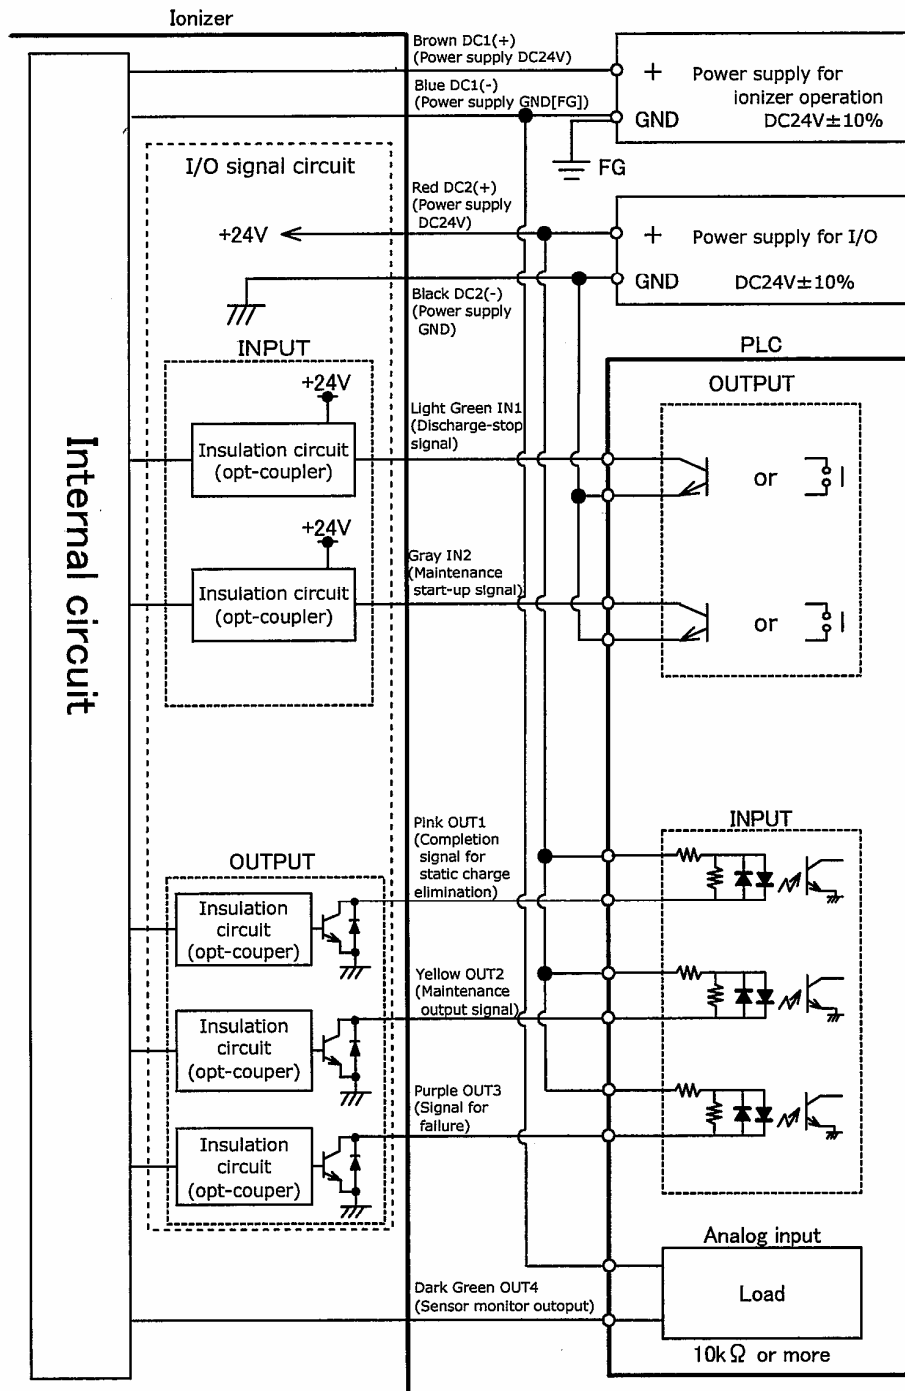 Ionizer
Brown DC1(+)
(Power supply DC24V)
+ Power supply for
ionizer operation
DC24V±10%
Blue DC1(-)
(Power supply GND[FG])
GND
FG
I/O signal circuit
Red DC2(+)
(Power supply
DC24V)
+24V
+ Power supply for I/O
GND DC24V±10%
Black DC2(-)
(Power supply
GND)
INPUT
+24V
Insulation circuit
(opt-coupler)
Light Green IN1
(Discharge-stop
signal)
PLC
OUTPUT
or
+24V
Insulation circuit
(opt-coupler)
Gray IN2
(Maintenance
start-up signal)
or
Internal circuit
OUTPUT
Insulation
circuit
(opt-couper)
Pink OUT1
(Completion
signal for
static charge
elimination)
INPUT
Insulation
circuit
(opt-couper)
Yellow OUT2
(Maintenance
output signal)
Insulation
circuit
(opt-couper)
Purple OUT3
(Signal for
failure)
Analog input
Load
10kΩ or more
Dark Green OUT4
(Sensor monitor outoput)